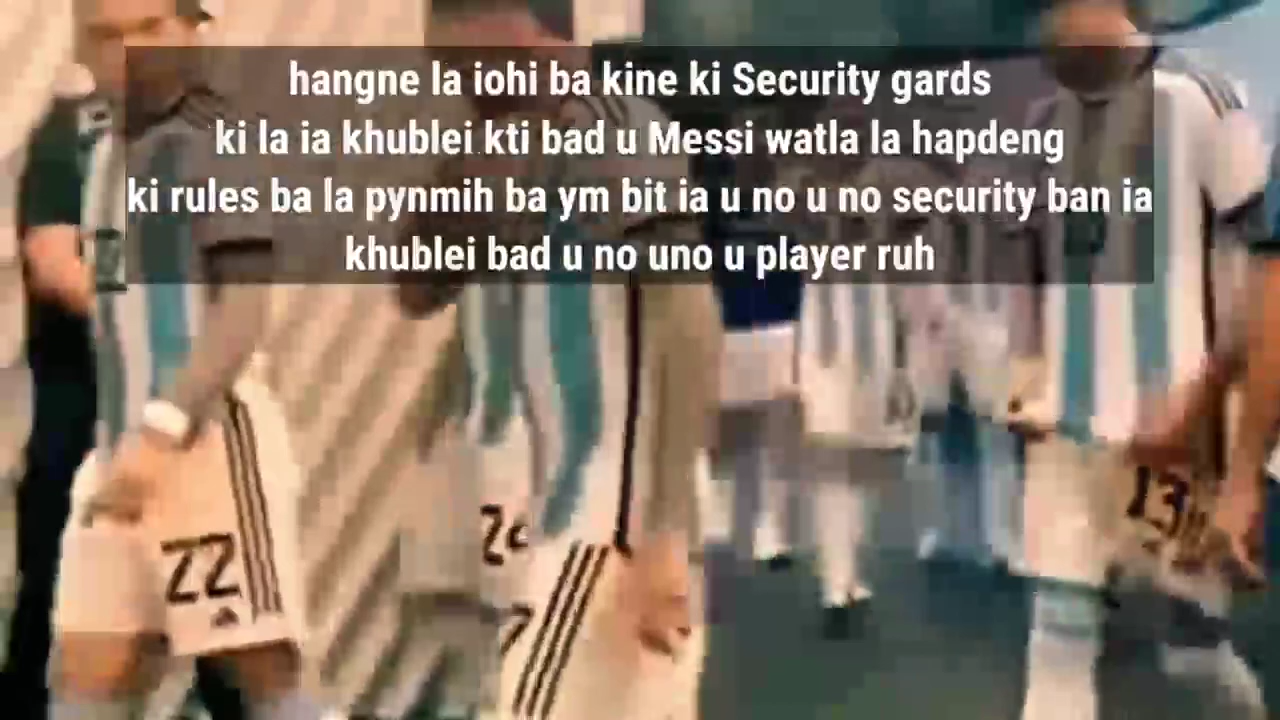 hangne la iohi ba kine ki Security gards
ki la ia khublei kti bad u Messi watla la hapdeng
ki rules ba la pynmih ba ym bit ia u no u no security ban ia
khublei bad u no uno u player ruh
22
13